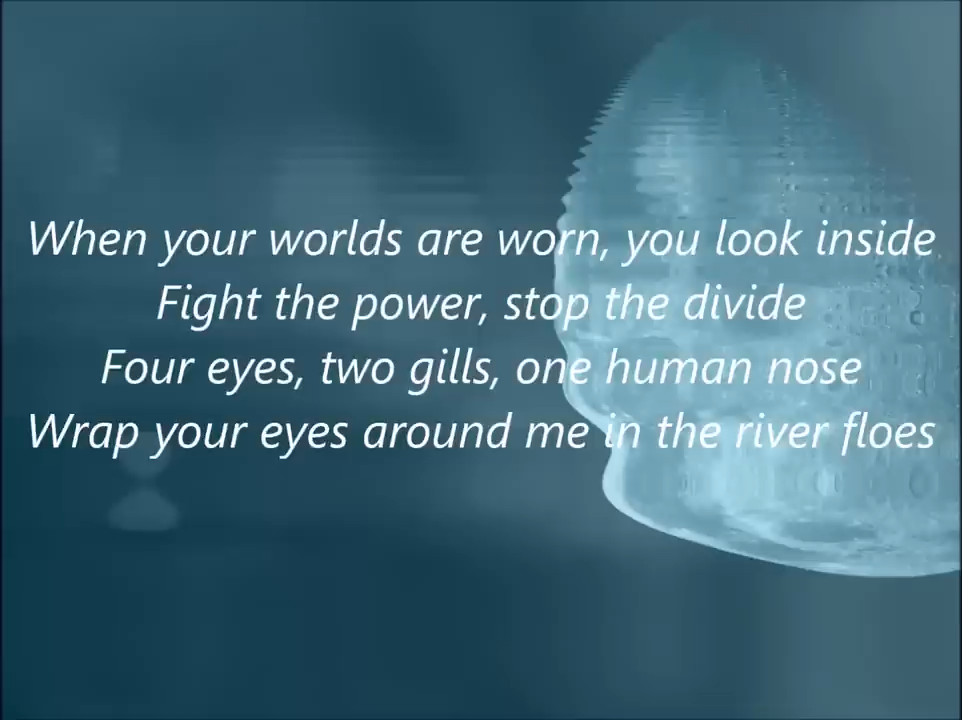 When your worlds are worn, you look inside
Fight the power, stop the divide
Four eyes, two gills, one human nose
Wrap your eyes around me in the river floes